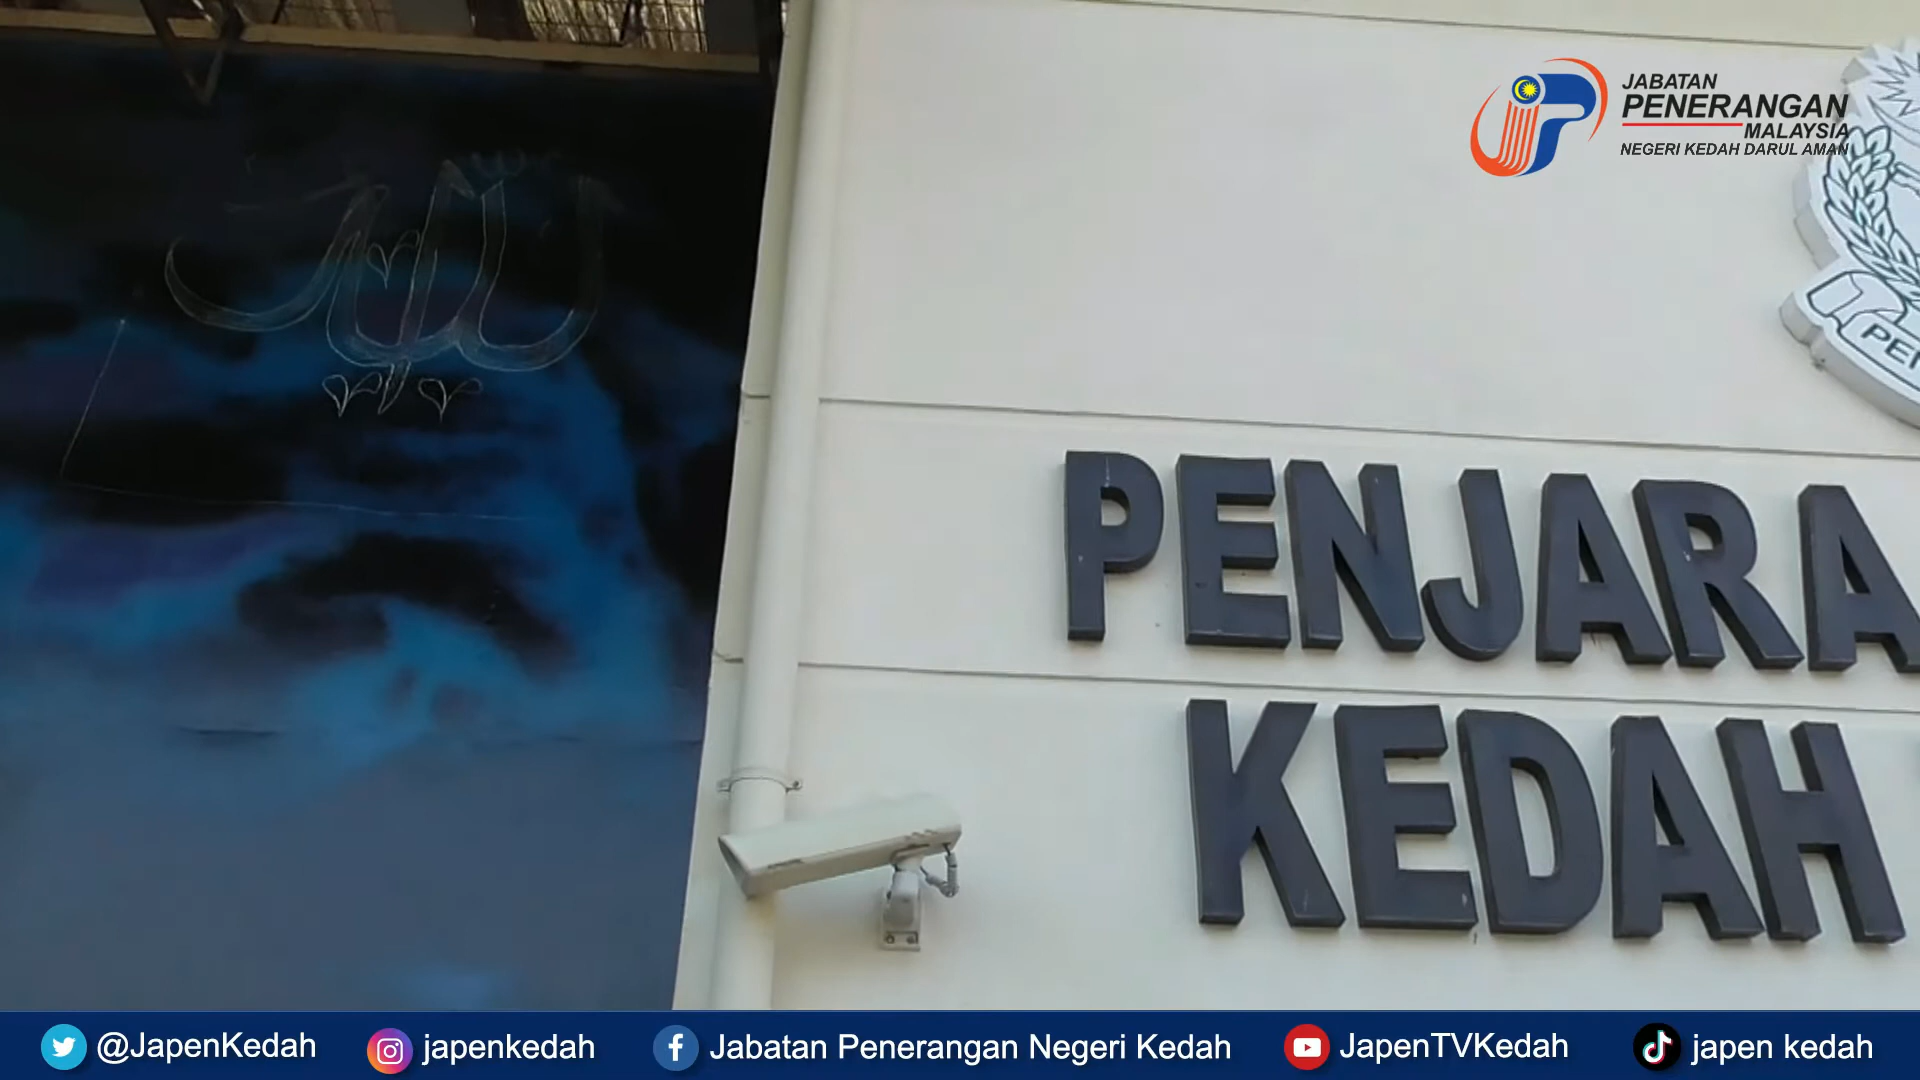 JABATAN
PENERANGAN
MALAYSIA
NEGERI KEDAH DARUL AMAN
PENJARA
KEDAH
@JapenKedah
japenkedah
Jabatan Penerangan Negeri Kedah
JapenTVKedah
japen kedah